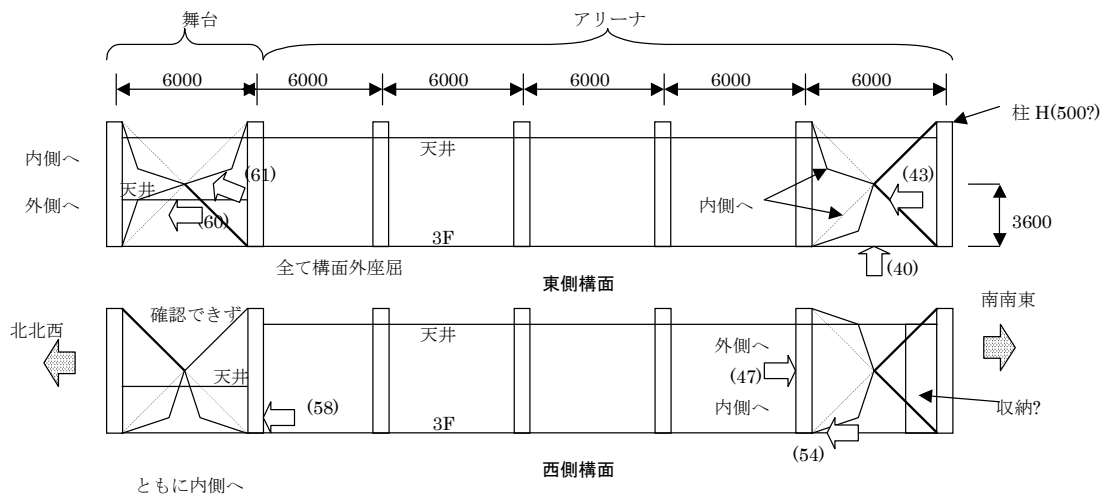 舞台
アリーナ
6000 6000 6000 6000 6000 6000
柱 H(500?)
内側へ
天井
(61)
(43)
天井
外側へ
(60)
内側へ
3600
3F
(40)
全て構面外座屈
東側構面
確認できず
南南東
北北西
天井
外側へ
天井
(47)
(58)
内側へ
収納?
3F
(54)
西側構面
ともに内側へ